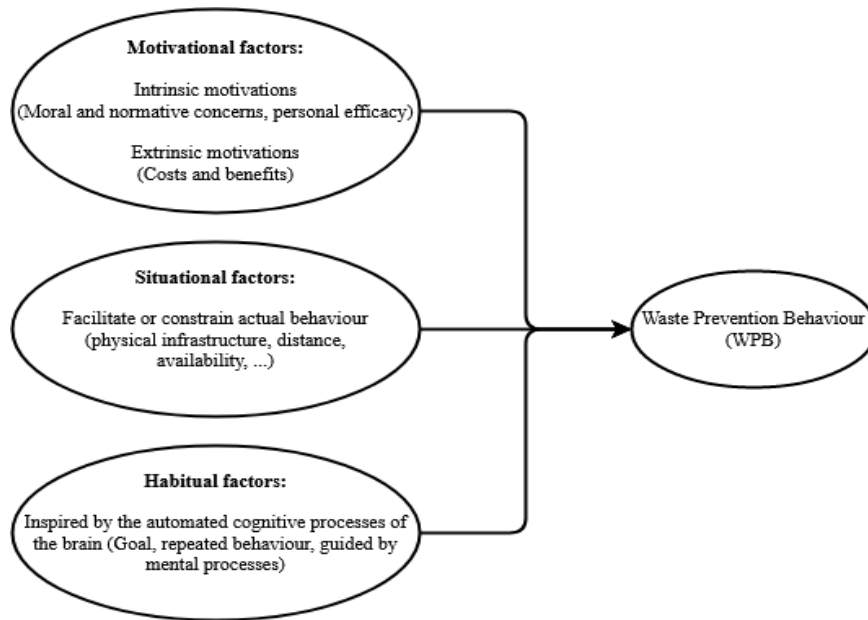 Motivational factors:
Intrinsic motivations
(Moral and normative concerns, personal efficacy)
Extrinsic motivations
(Costs and benefits)
Situational factors:
Facilitate or constrain actual behaviour
(physical infrastructure, distance,
availability, ...)
Habitual factors:
Inspired by the automated cognitive processes of
the brain (Goal, repeated behaviour, guided by
mental processes)
Waste Prevention Behaviour
(WPB)